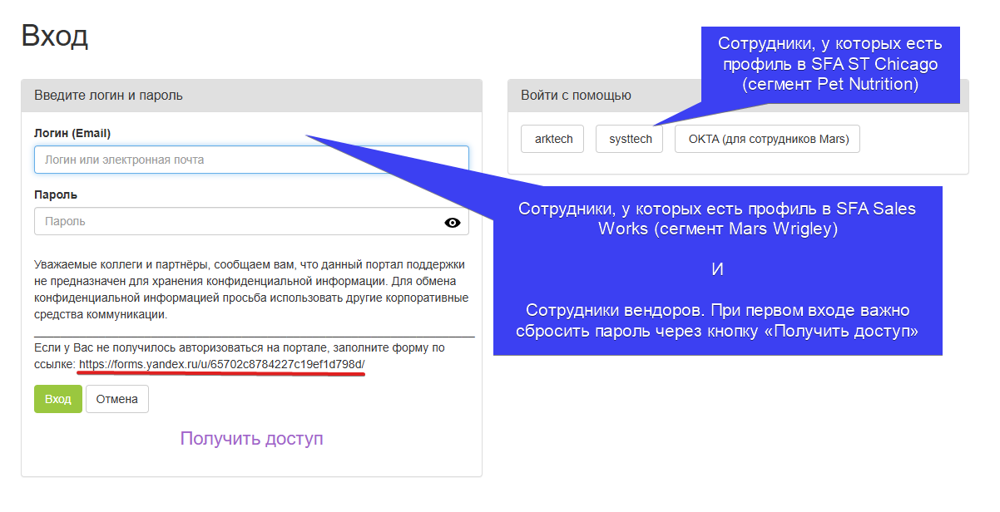 Вход
Введите логин и пароль
Логин (Email)
Логин или электронная почта
Пароль
Пароль
Уважаемые коллеги и партнёры, сообщаем вам, что данный портал поддержки
не предназначен для хранения конфиденциальной информации. Для обмена
конфиденциальной информацией просьба использовать другие корпоративные
средства коммуникации.
Если у Вас не получилось авторизоваться на портале, заполните форму по
ссылке: https://forms.yandex.ru/u/65702c8784227c19ef1d798d/
Вход
Отмена
Получить доступ
Сотрудники, у которых есть
профиль в SFA ST Chicago
(сегмент Pet Nutrition)
Войти с помощью
arktech
systtech
ОКТА (для сотрудников Mars)
Сотрудники, у которых есть профиль в SFA Sales
Works (сегмент Mars Wrigley)
И
Сотрудники вендоров. При первом входе важно
сбросить пароль через кнопку «Получить доступ»